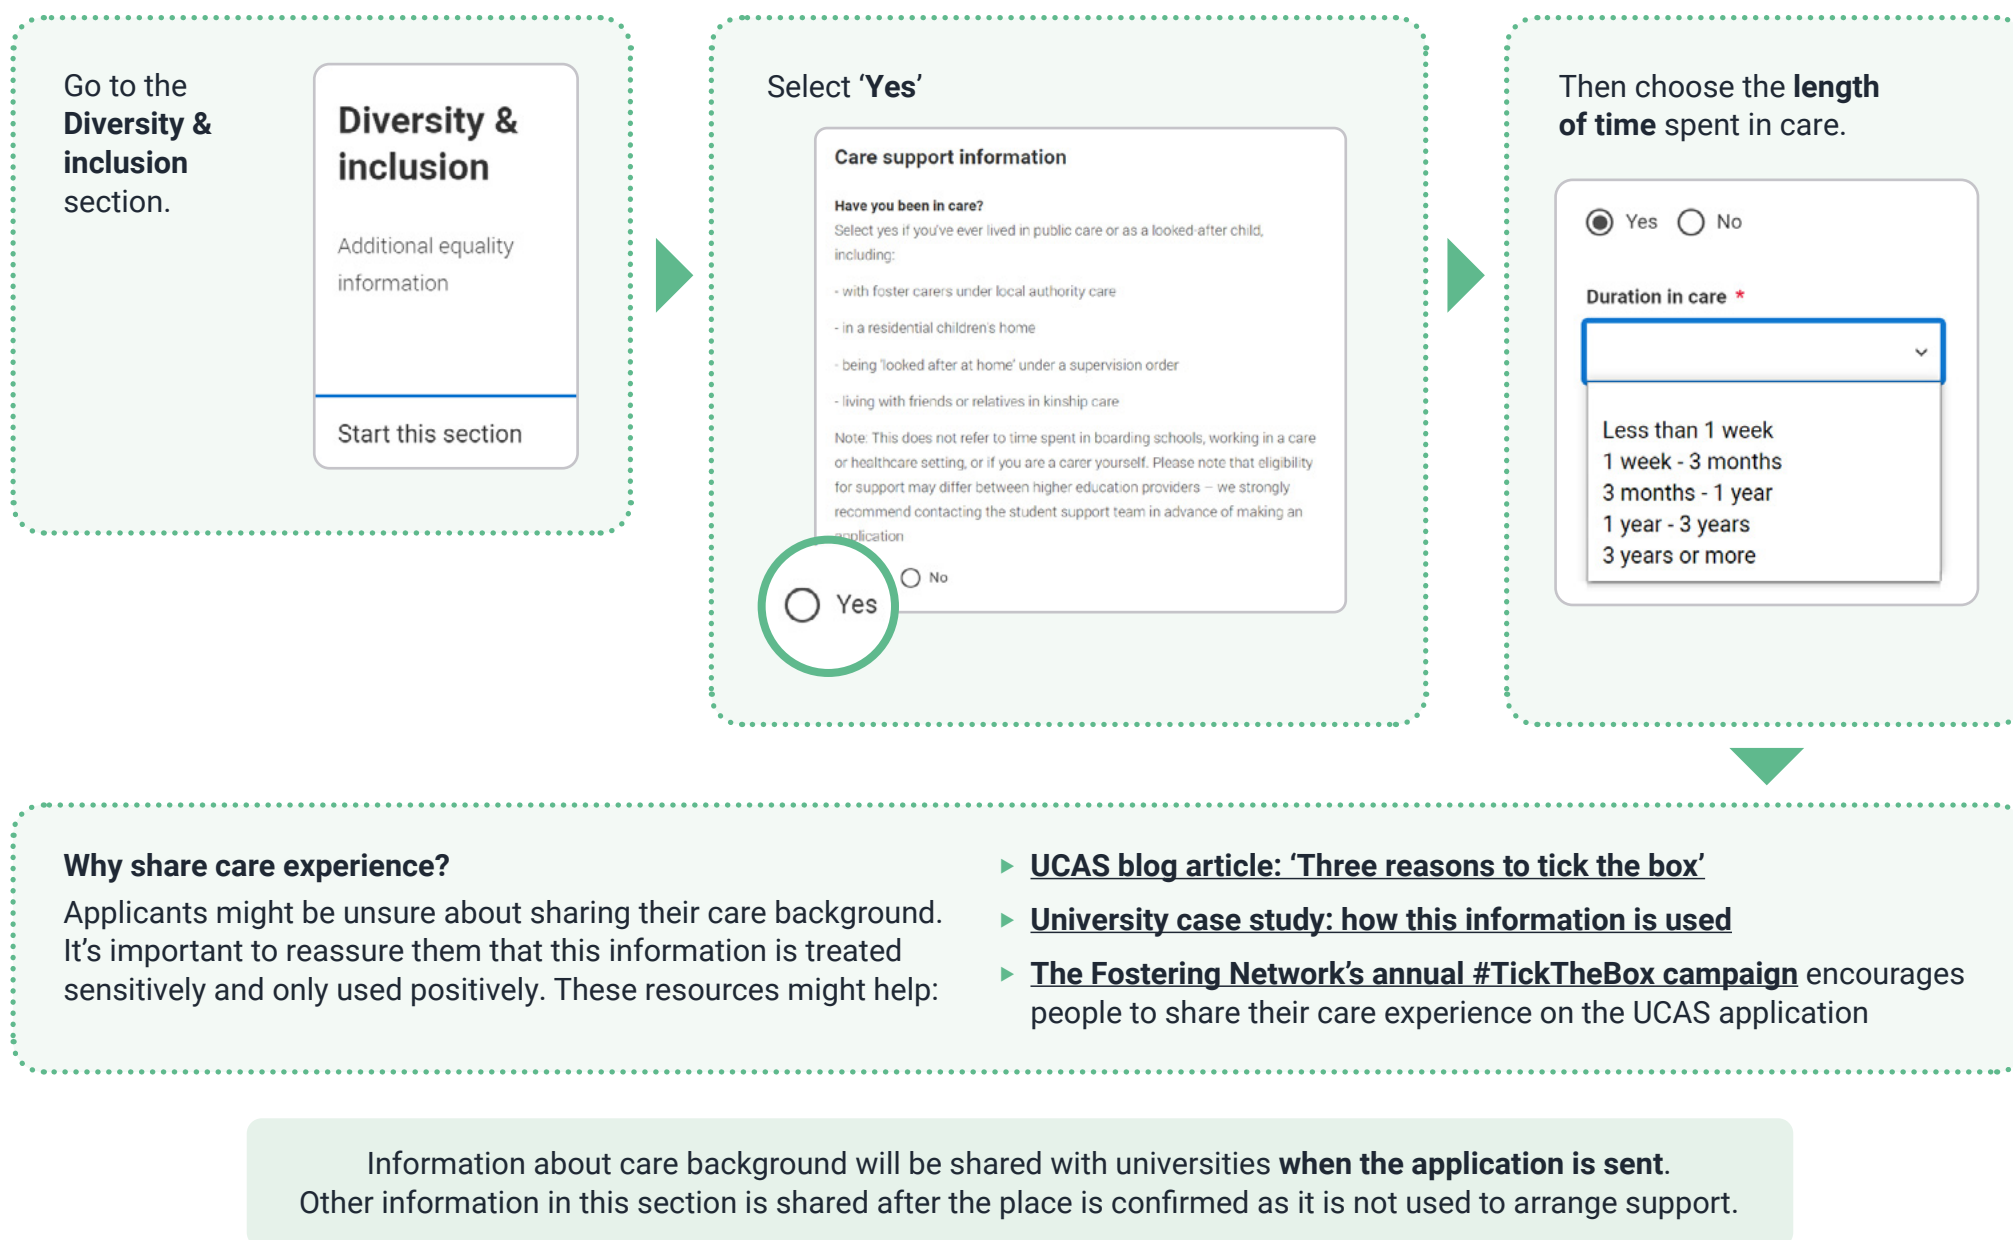 Go to the
Diversity &
inclusion
section.
Diversity &
inclusion
Additional equality
information
Start this section
Select ‘Yes’
Care support information
Have you been in care?
Select yes if you've ever lived in public care or as a looked-after child,
including:
- with foster carers under local authority care
- in a residential children's home
- being 'looked after at home' under a supervision order
- living with friends or relatives in kinship care
Note: This does not refer to time spent in boarding schools, working in a care
or healthcare setting, or if you are a carer yourself. Please note that eligibility
for support may differ between higher education providers – we strongly
recommend contacting the student support team in advance of making an
application
No
Yes
Then choose the length
of time spent in care.
Yes No
Duration in care *
Less than 1 week
1 week - 3 months
3 months - 1 year
1 year - 3 years
3 years or more
Why share care experience?
Applicants might be unsure about sharing their care background.
It’s important to reassure them that this information is treated
sensitively and only used positively. These resources might help:
UCAS blog article: ‘Three reasons to tick the box’
University case study: how this information is used
The Fostering Network’s annual #TickTheBox campaign encourages
people to share their care experience on the UCAS application
Information about care background will be shared with universities when the application is sent.
Other information in this section is shared after the place is confirmed as it is not used to arrange support.